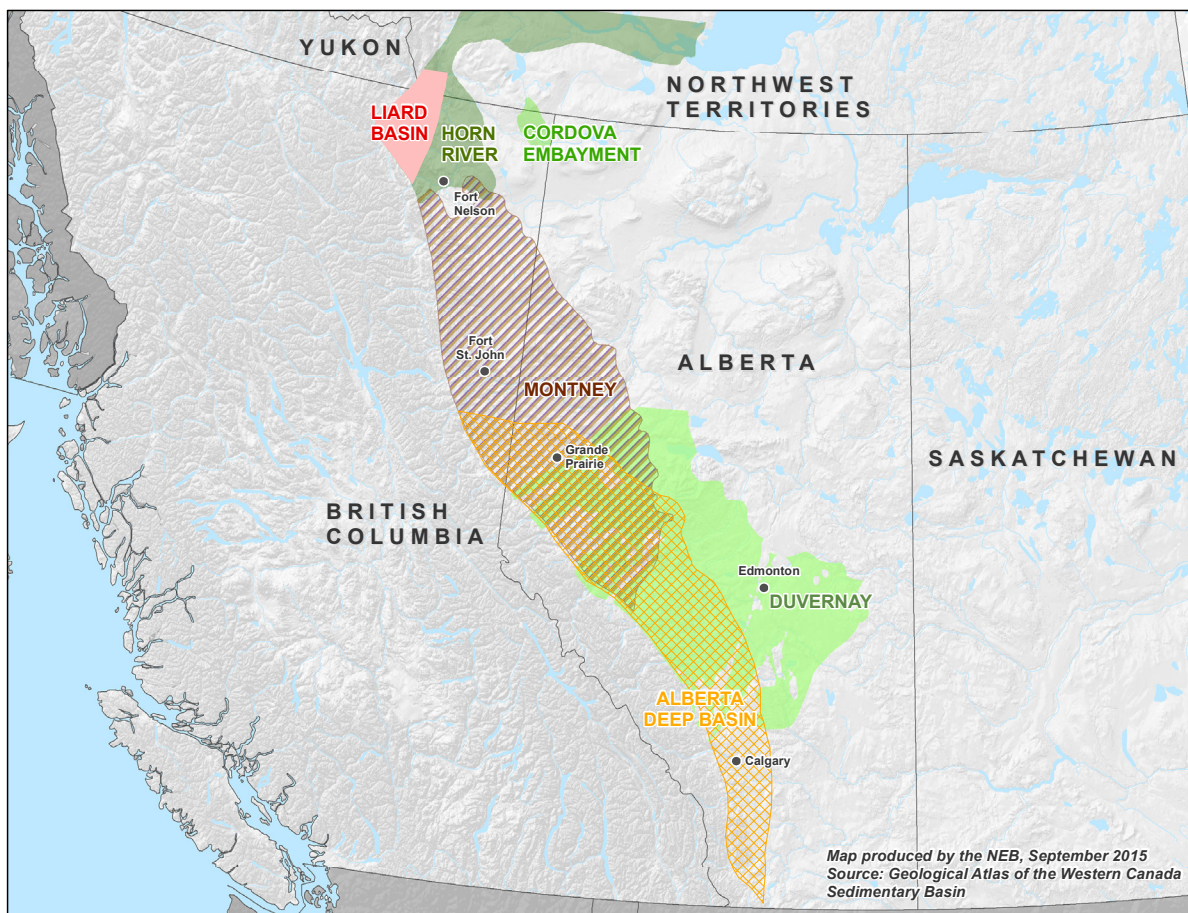 YUKON
NORTHWEST
TERRITORIES
LIARD
BASIN
HORN
RIVER
CORDOVA
EMBAYMENT
Fort
Nelson
Fort
St. John
ALBERTA
MONTNEY
Grande
Prairie
SASKATCHEWAN
BRITISH
COLUMBIA
Edmonton
DUVERNAY
ALBERTA
DEEP BASIN
Calgary
Map produced by the NEB, September 2015
Source: Geological Atlas of the Western Canada
Sedimentary Basin